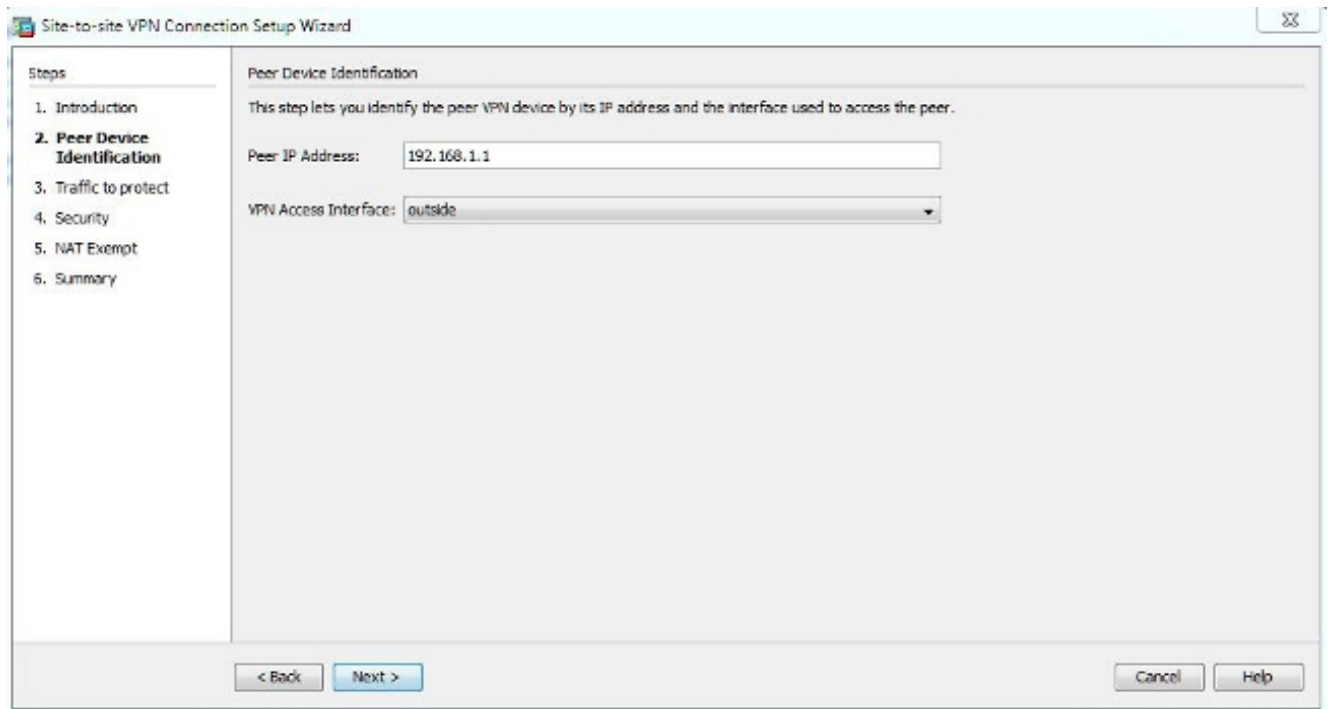 Site-to-site VPN Connection Setup Wizard
Steps
1. Introduction
2. Peer Device
Identification
3. Traffic to protect
4. Security
5. NAT Exempt
6. Summary
Peer Device Identification
This step lets you identify the peer VPN device by its IP address and the interface used to access the peer.
Peer IP Address: 192.168.1.1
VPN Access Interface: outside
< Back Next > Cancel Help